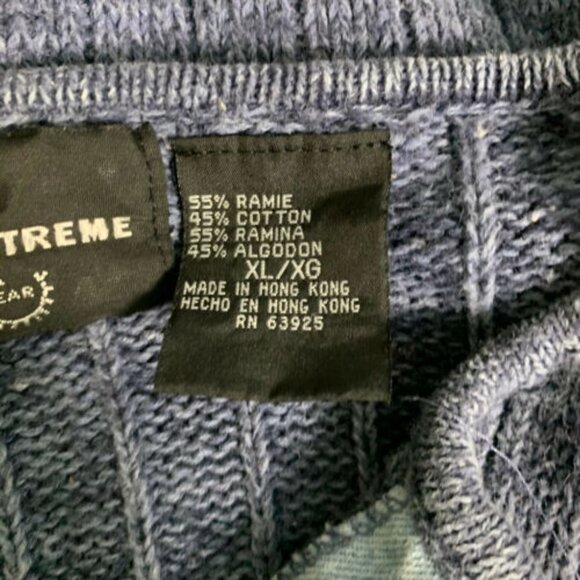 TREME
EAR
55% RAMIE
45% COTTON
55% RAMINA
45% ALGODON
XL/XG
MADE IN HONG KONG
HECHO EN HONG KONG
RN 63925